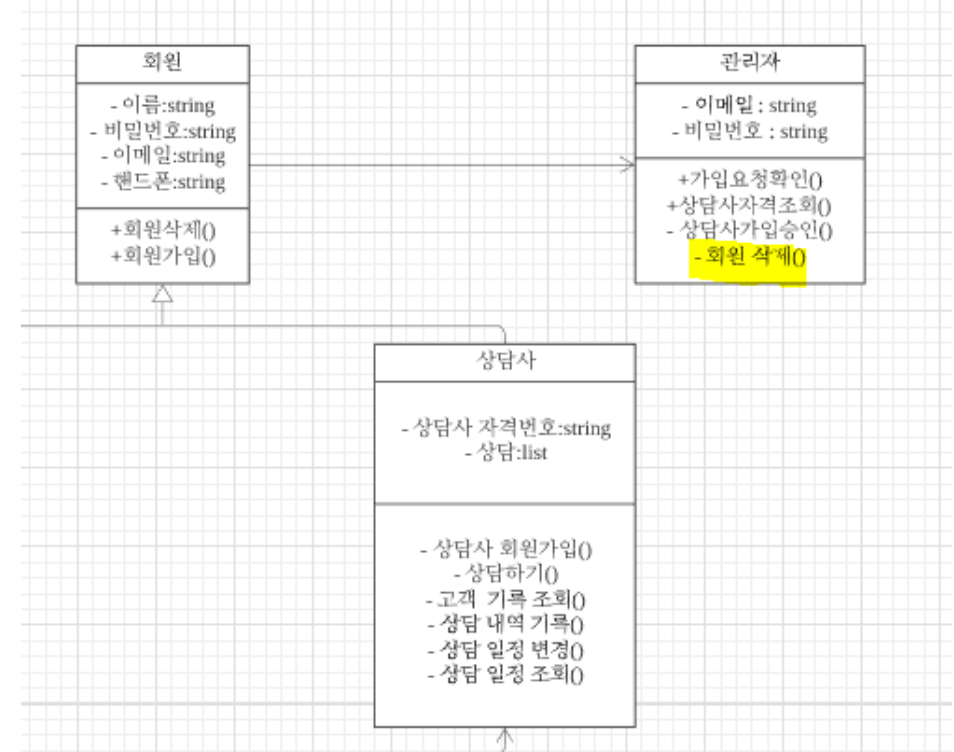 회원
- 이름:string
- 비밀번호:string
- 이메일:string
- 핸드폰:string
+회원삭제()
+회원가입()
관리자
- 이메일 : string
- 비밀번호 : string
+가입요청확인()
+상담사자격조회()
- 상담사가입승인()
- 회원 삭제()
상담사
- 상담사 자격번호:string
- 상담:list
- 상담사 회원가입()
- 상담하기()
- 고객 기록 조회()
- 상담 내역 기록()
- 상담 일정 변경()
- 상담 일정 조회()